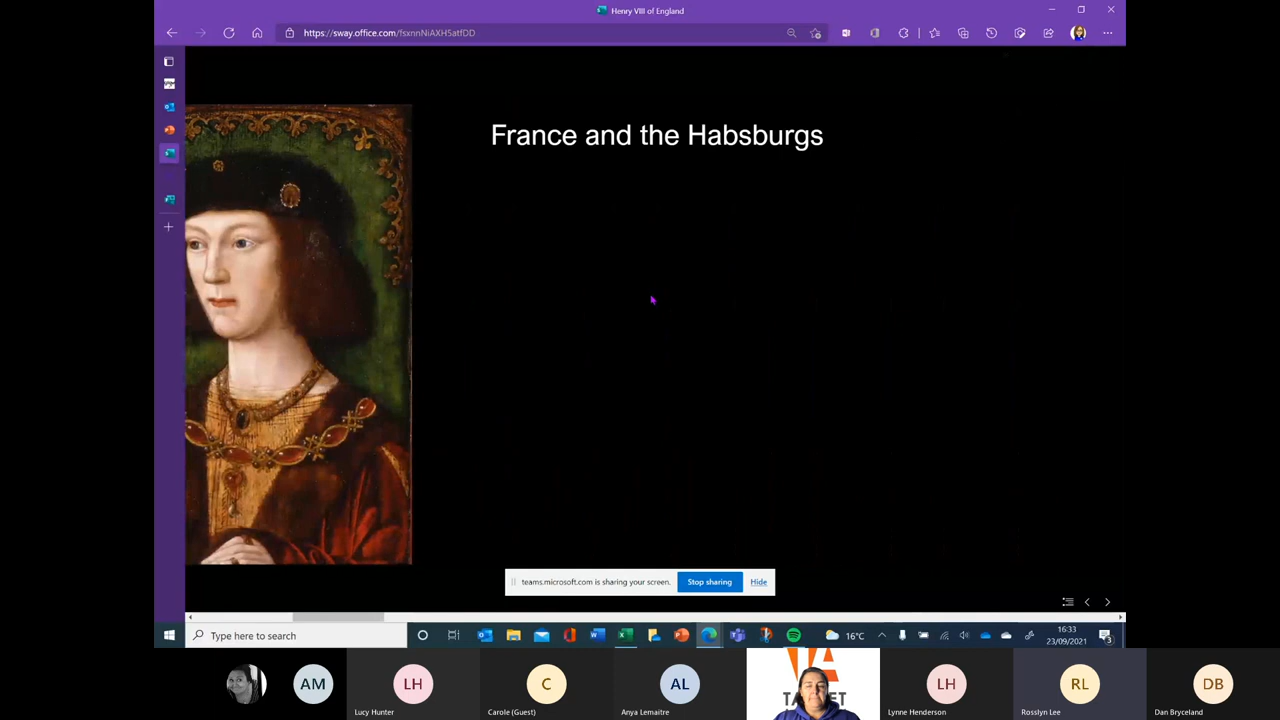 Henry VIII of England
https://sway.office.com/fsxnnNiAXH5atfDD
France and the Habsburgs
teams.microsoft.com is sharing your screen.
Stop sharing
Hide
Type here to search
16°C
16:33
23/09/2021
AM
LH
C
AL
TARGET
LH
RL
DB
Lucy Hunter
Carole (Guest)
Anya Lemaitre
Lynne Henderson
Rosslyn Lee
Dan Bryceland